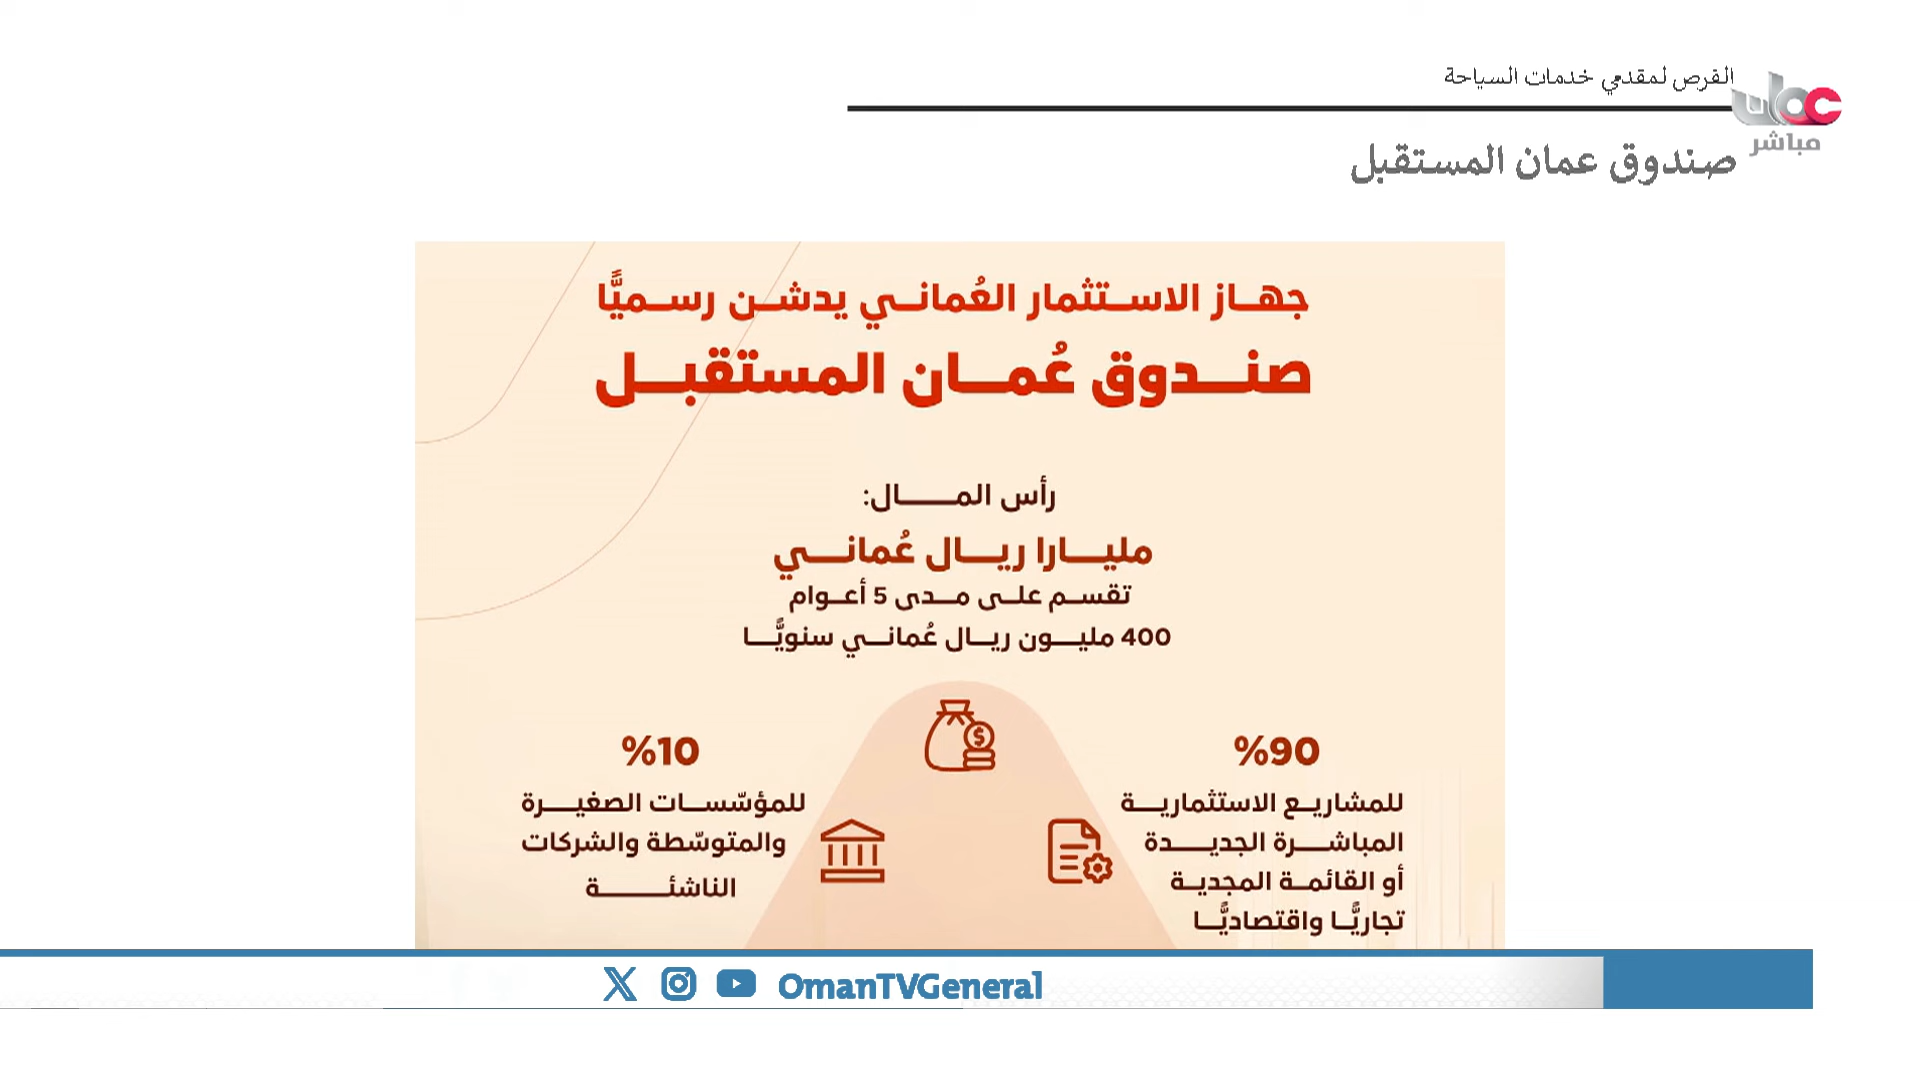 الفرص لمقدمي خدمات السياحة
عمان
مباشر
صندوق عمان المستقبل
جهاز الاستثمار العُماني يدشن رسميًّا
صندوق عُمان المستقبل
رأس المال:
مليارا ريال عُماني
تقسم على مدى 5 أعوام
400 مليون ريال عُماني سنويًّا
%90
للمشاريع الاستثمارية
المباشرة الجديدة
أو القائمة المجدية
تجاريًّا واقتصاديًّا
%10
للمؤسّسات الصغيرة
والمتوسّطة والشركات
الناشئة
OmanTVGeneral